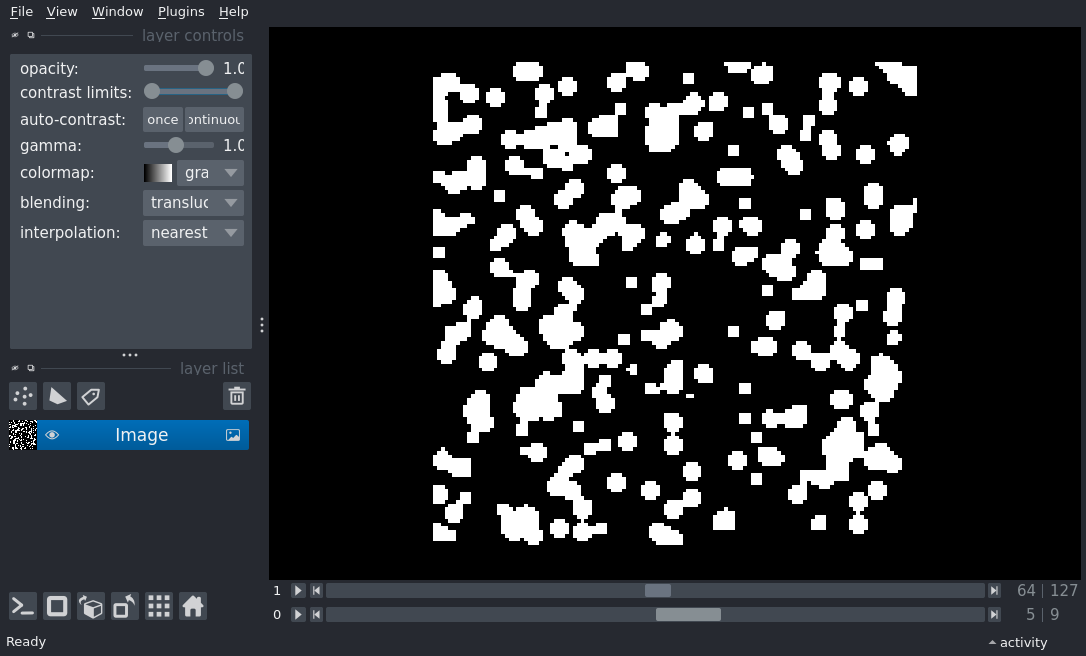 File View Window Plugins Help
layer controls
opacity: 1.0
contrast limits:
auto-contrast: once ontinuou
gamma: 1.0
colormap: gra
blending: transluc
interpolation: nearest
layer list
Image
1 64 127
0 5 9
Ready activity